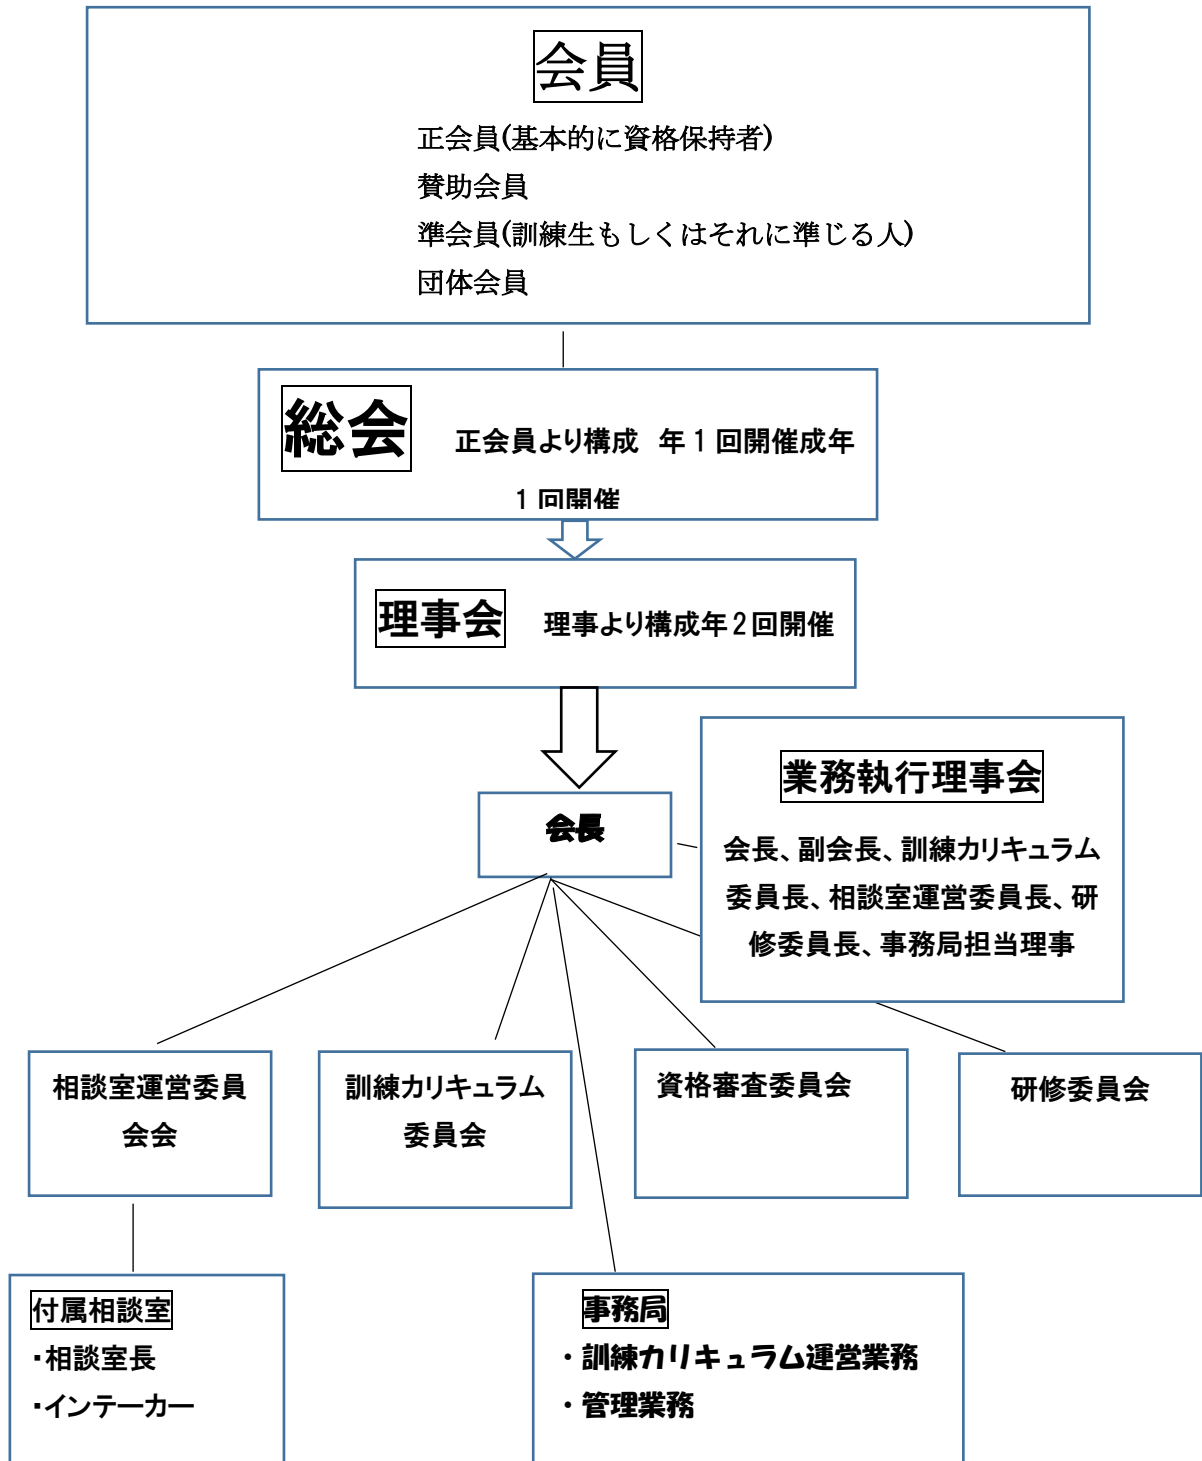 会員
正会員(基本的に資格保持者)
賛助会員
準会員(訓練生もしくはそれに準じる人)
団体会員
総会 正会員より構成 年1回開催成年
1回開催
理事会 理事より構成年2回開催
会長
業務執行理事会
会長、副会長、訓練カリキュラム
委員長、相談室運営委員長、研
修委員長、事務局担当理事
相談室運営委員
会会
訓練カリキュラム
委員会
資格審査委員会
研修委員会
付属相談室
・相談室長
・インテーカー
事務局
・訓練カリキュラム運営業務
・管理業務